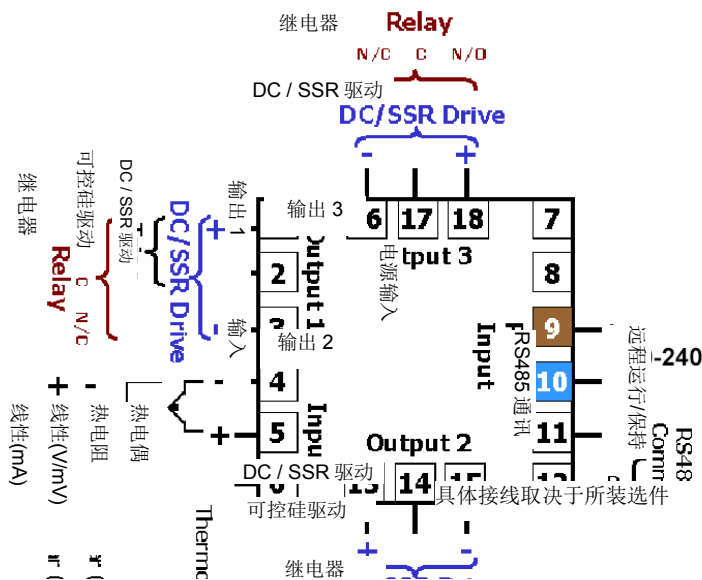 继电器
Relay
N/C C N/O
DC / SSR 驱动
DC/SSR Drive
- +
输出 3
6 17 18 7
tput 3
8
电源输入
输出 1
DC / SSR 驱动
可控硅驱动
继电器
DC/SSR Drive
+ -
Relay
C N/C
2
Output 1
输入
输出 2
9
10
11
Input
RS485 通讯
远程运行/保持
-240
RS48
Comm
4
5
- +
Inpu
热电偶
热电阻
线性(V/mV)
线性(mA)
+ -
Output 2
DC / SSR 驱动
可控硅驱动
13 14 15
具体接线取决于所装选件
Thermo
+ -
继电器